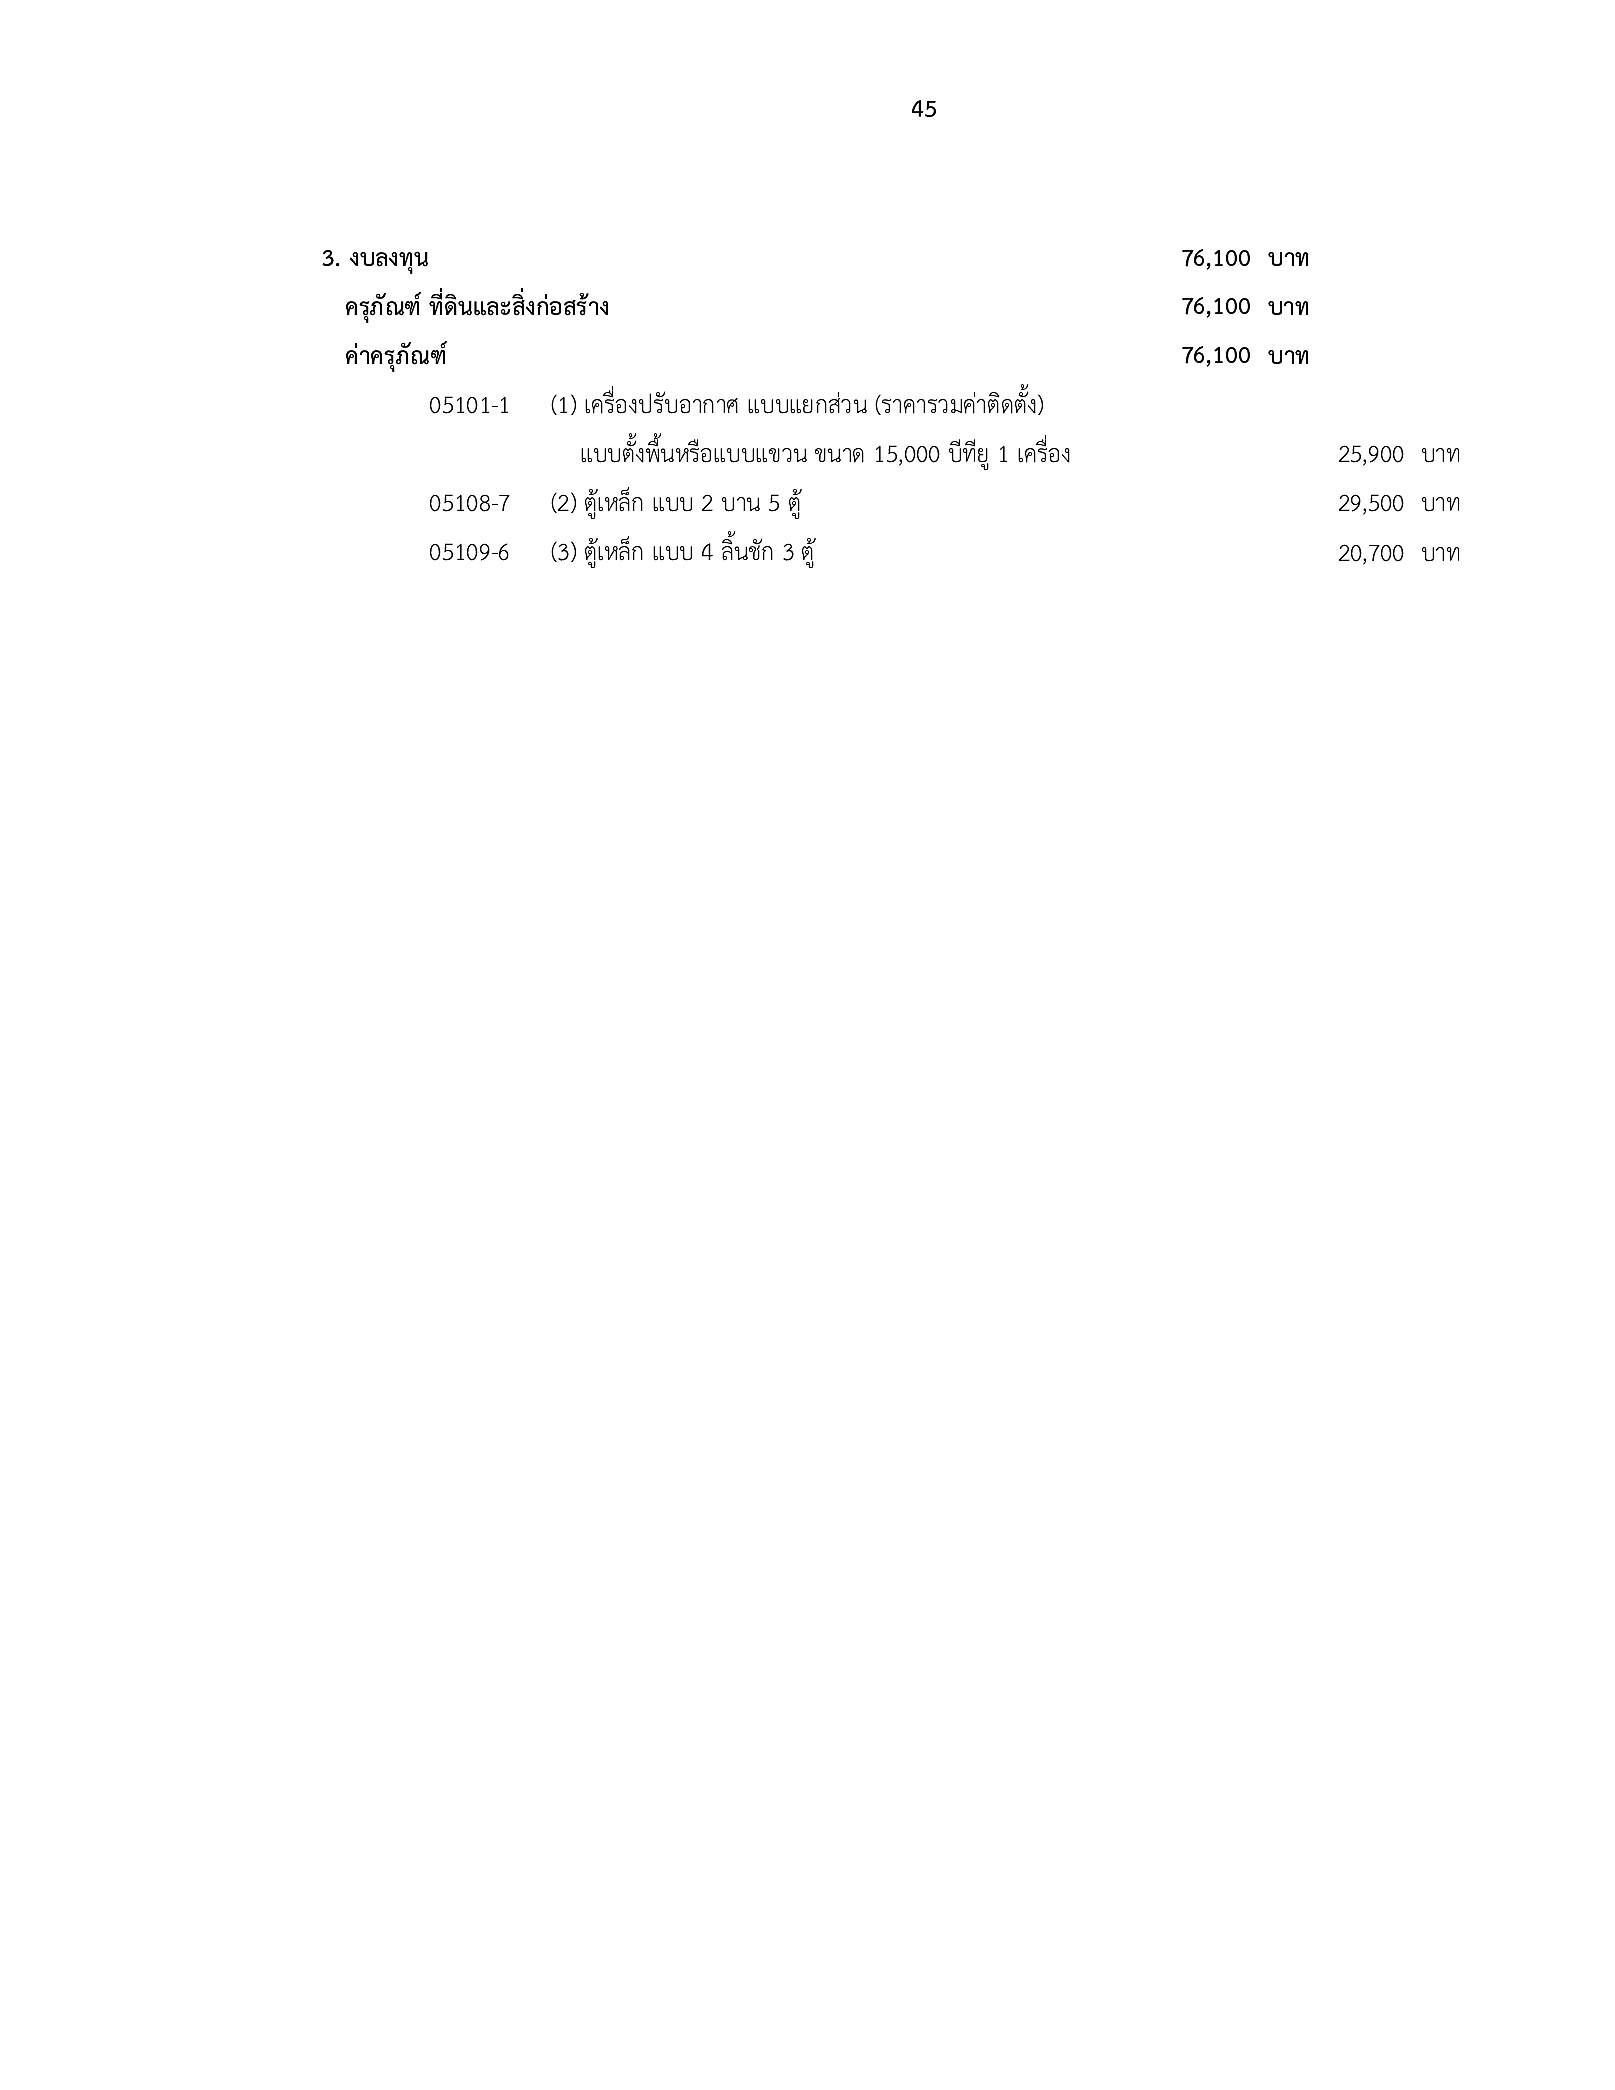 45
3. งบลงทุน 76,100 บาท
ครุภัณฑ์ ที่ดินและสิ่งก่อสร้าง 76,100 บาท
ค่าครุภัณฑ์ 76,100 บาท
05101-1 (1) เครื่องปรับอากาศ แบบแยกส่วน (ราคารวมค่าติดตั้ง)
แบบตั้งพื้นหรือแบบแขวน ขนาด 15,000 บีทียู 1 เครื่อง 25,900 บาท
05108-7 (2) ตู้เหล็ก แบบ 2 บาน 5 ตู้ 29,500 บาท
05109-6 (3) ตู้เหล็ก แบบ 4 ลิ้นชัก 3 ตู้ 20,700 บาท